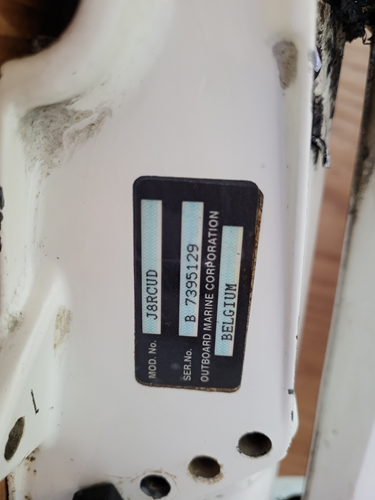 MOD. No. J8RCUD
SER.No. B 7395129
OUTBOARD MARINE CORPORATION
BELGIUM